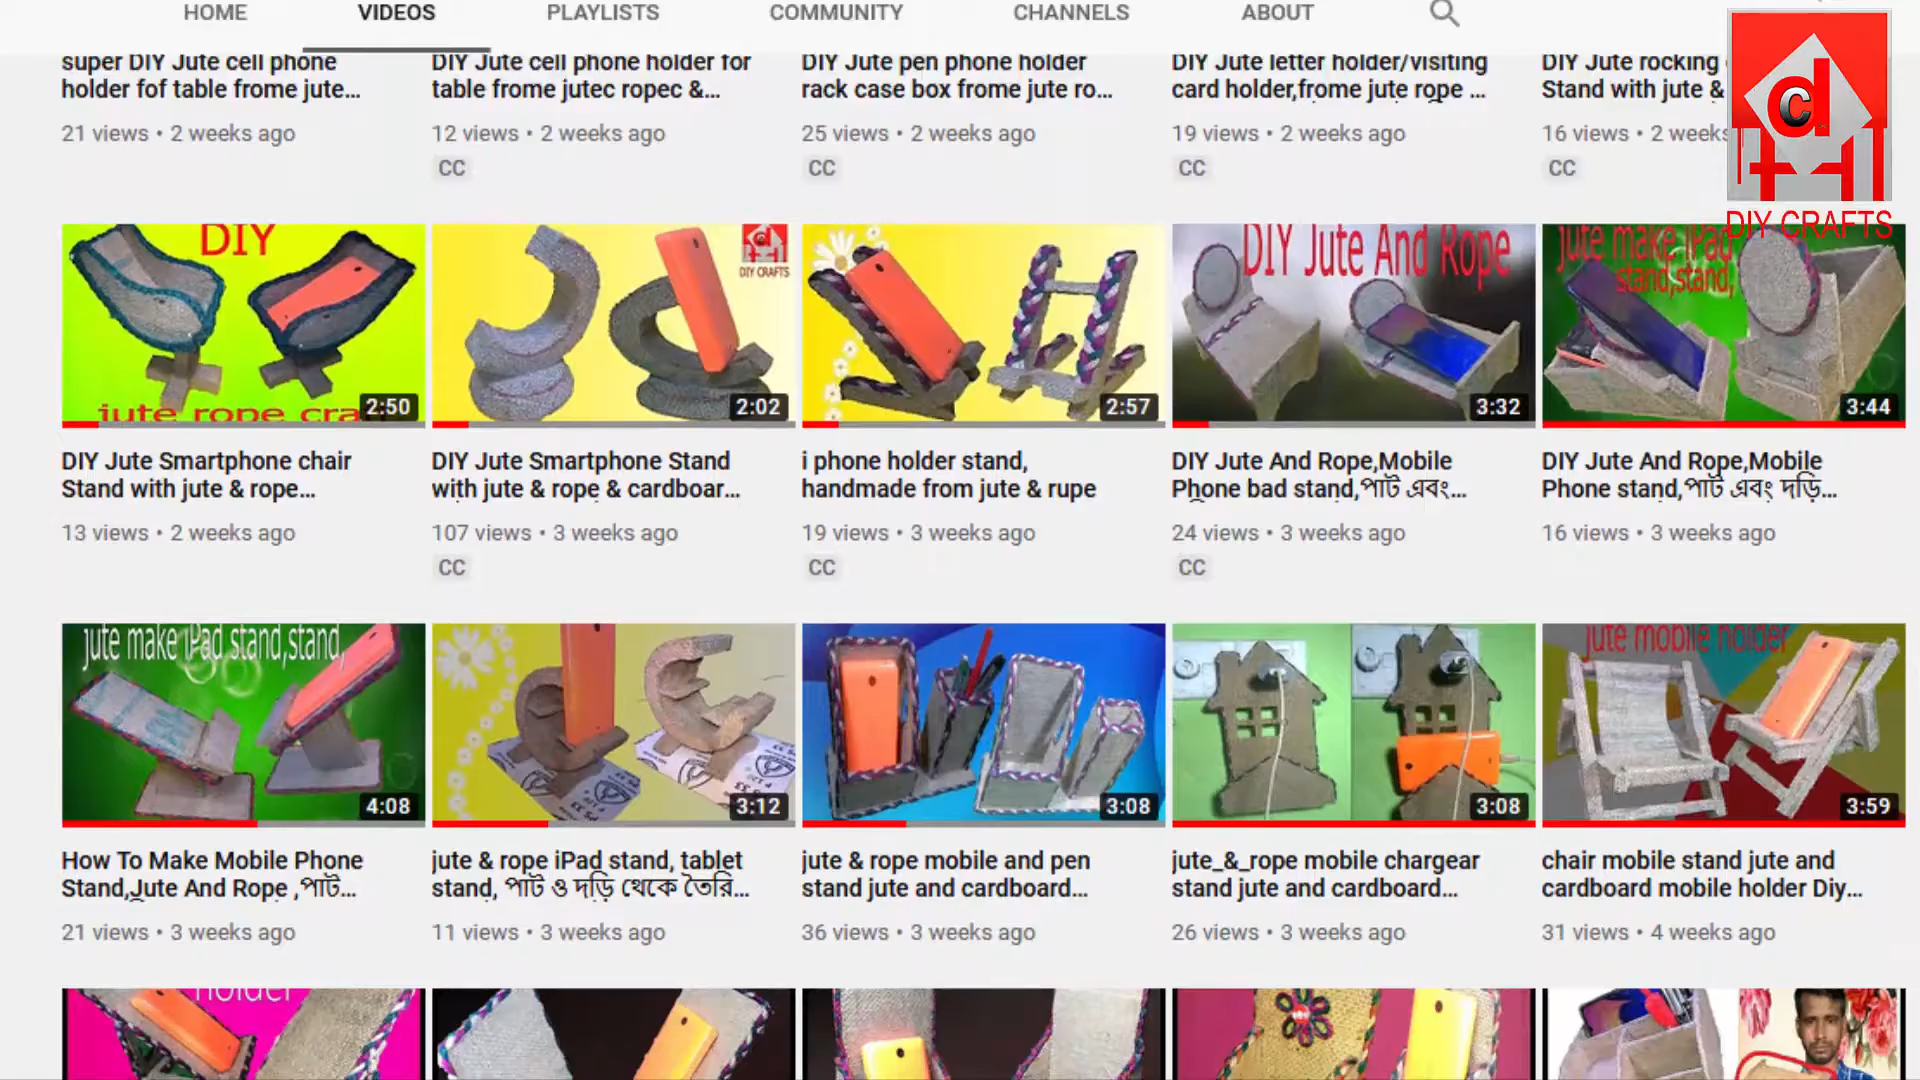 HOME VIDEOS PLAYLISTS COMMUNITY CHANNELS ABOUT
super DIY Jute cell phone
holder fof table frome jute...
21 views • 2 weeks ago
DIY Jute cell phone holder for
table frome jutec ropec &...
12 views • 2 weeks ago
CC
DIY Jute pen phone holder
rack case box frome jute ro...
25 views • 2 weeks ago
CC
DIY Jute letter holder/visiting
card holder,frome jute rope ...
19 views • 2 weeks ago
CC
DIY Jute rocking
Stand with jute &
16 views • 2 weeks
CC
dc
DIY CRAFTS
DIY
jute rope cra
2:50
DIY Jute Smartphone chair
Stand with jute & rope...
13 views • 2 weeks ago
DIY CRAFTS
2:02
DIY Jute Smartphone Stand
with jute & rope & cardboar...
107 views • 3 weeks ago
CC
2:57
i phone holder stand,
handmade from jute & rupe
19 views • 3 weeks ago
CC
DIY Jute And Rope
3:32
DIY Jute And Rope,Mobile
Phone bad stand,পাট এবং...
24 views • 3 weeks ago
CC
jute make iPad
stand,stand,
3:44
DIY Jute And Rope,Mobile
Phone stand,পাট এবং দড়ি...
16 views • 3 weeks ago
jute make iPad stand,stand,
4:08
How To Make Mobile Phone
Stand,Jute And Rope ,পাট...
21 views • 3 weeks ago
3:12
jute & rope iPad stand, tablet
stand, পাট ও দড়ি থেকে তৈরি...
11 views • 3 weeks ago
3:08
jute & rope mobile and pen
stand jute and cardboard...
36 views • 3 weeks ago
3:08
jute_&_rope mobile chargear
stand jute and cardboard...
26 views • 3 weeks ago
jute mobile holder
3:59
chair mobile stand jute and
cardboard mobile holder Diy...
31 views • 4 weeks ago
holder